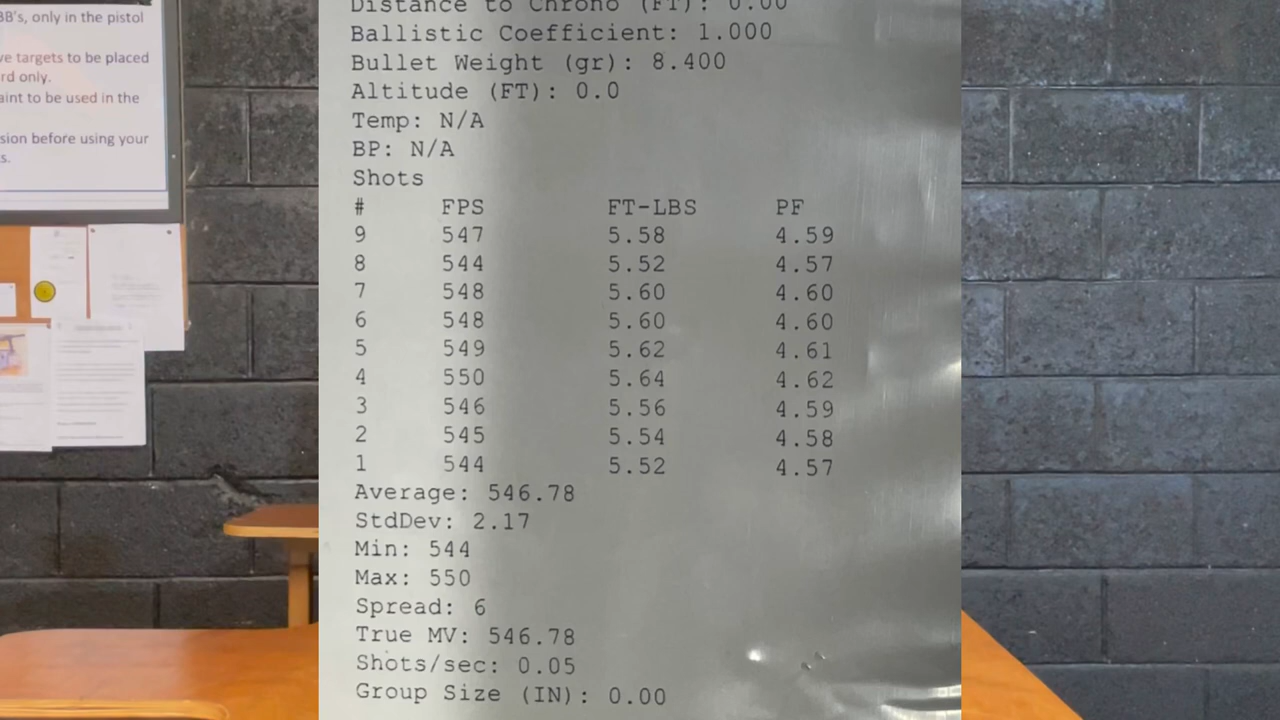 BB's, only in the pistol
ve targets to be placed
rd only.
aint to be used in the
sion before using your
s.
Distance to Chrono (FT): 0.00
Ballistic Coefficient: 1.000
Bullet Weight (gr): 8.400
Altitude (FT): 0.0
Temp: N/A
BP: N/A
Shots
# FPS FT-LBS PF
9 547 5.58 4.59
8 544 5.52 4.57
7 548 5.60 4.60
6 548 5.60 4.60
5 549 5.62 4.61
4 550 5.64 4.62
3 546 5.56 4.59
2 545 5.54 4.58
1 544 5.52 4.57
Average: 546.78
StdDev: 2.17
Min: 544
Max: 550
Spread: 6
True MV: 546.78
Shots/sec: 0.05
Group Size (IN): 0.00